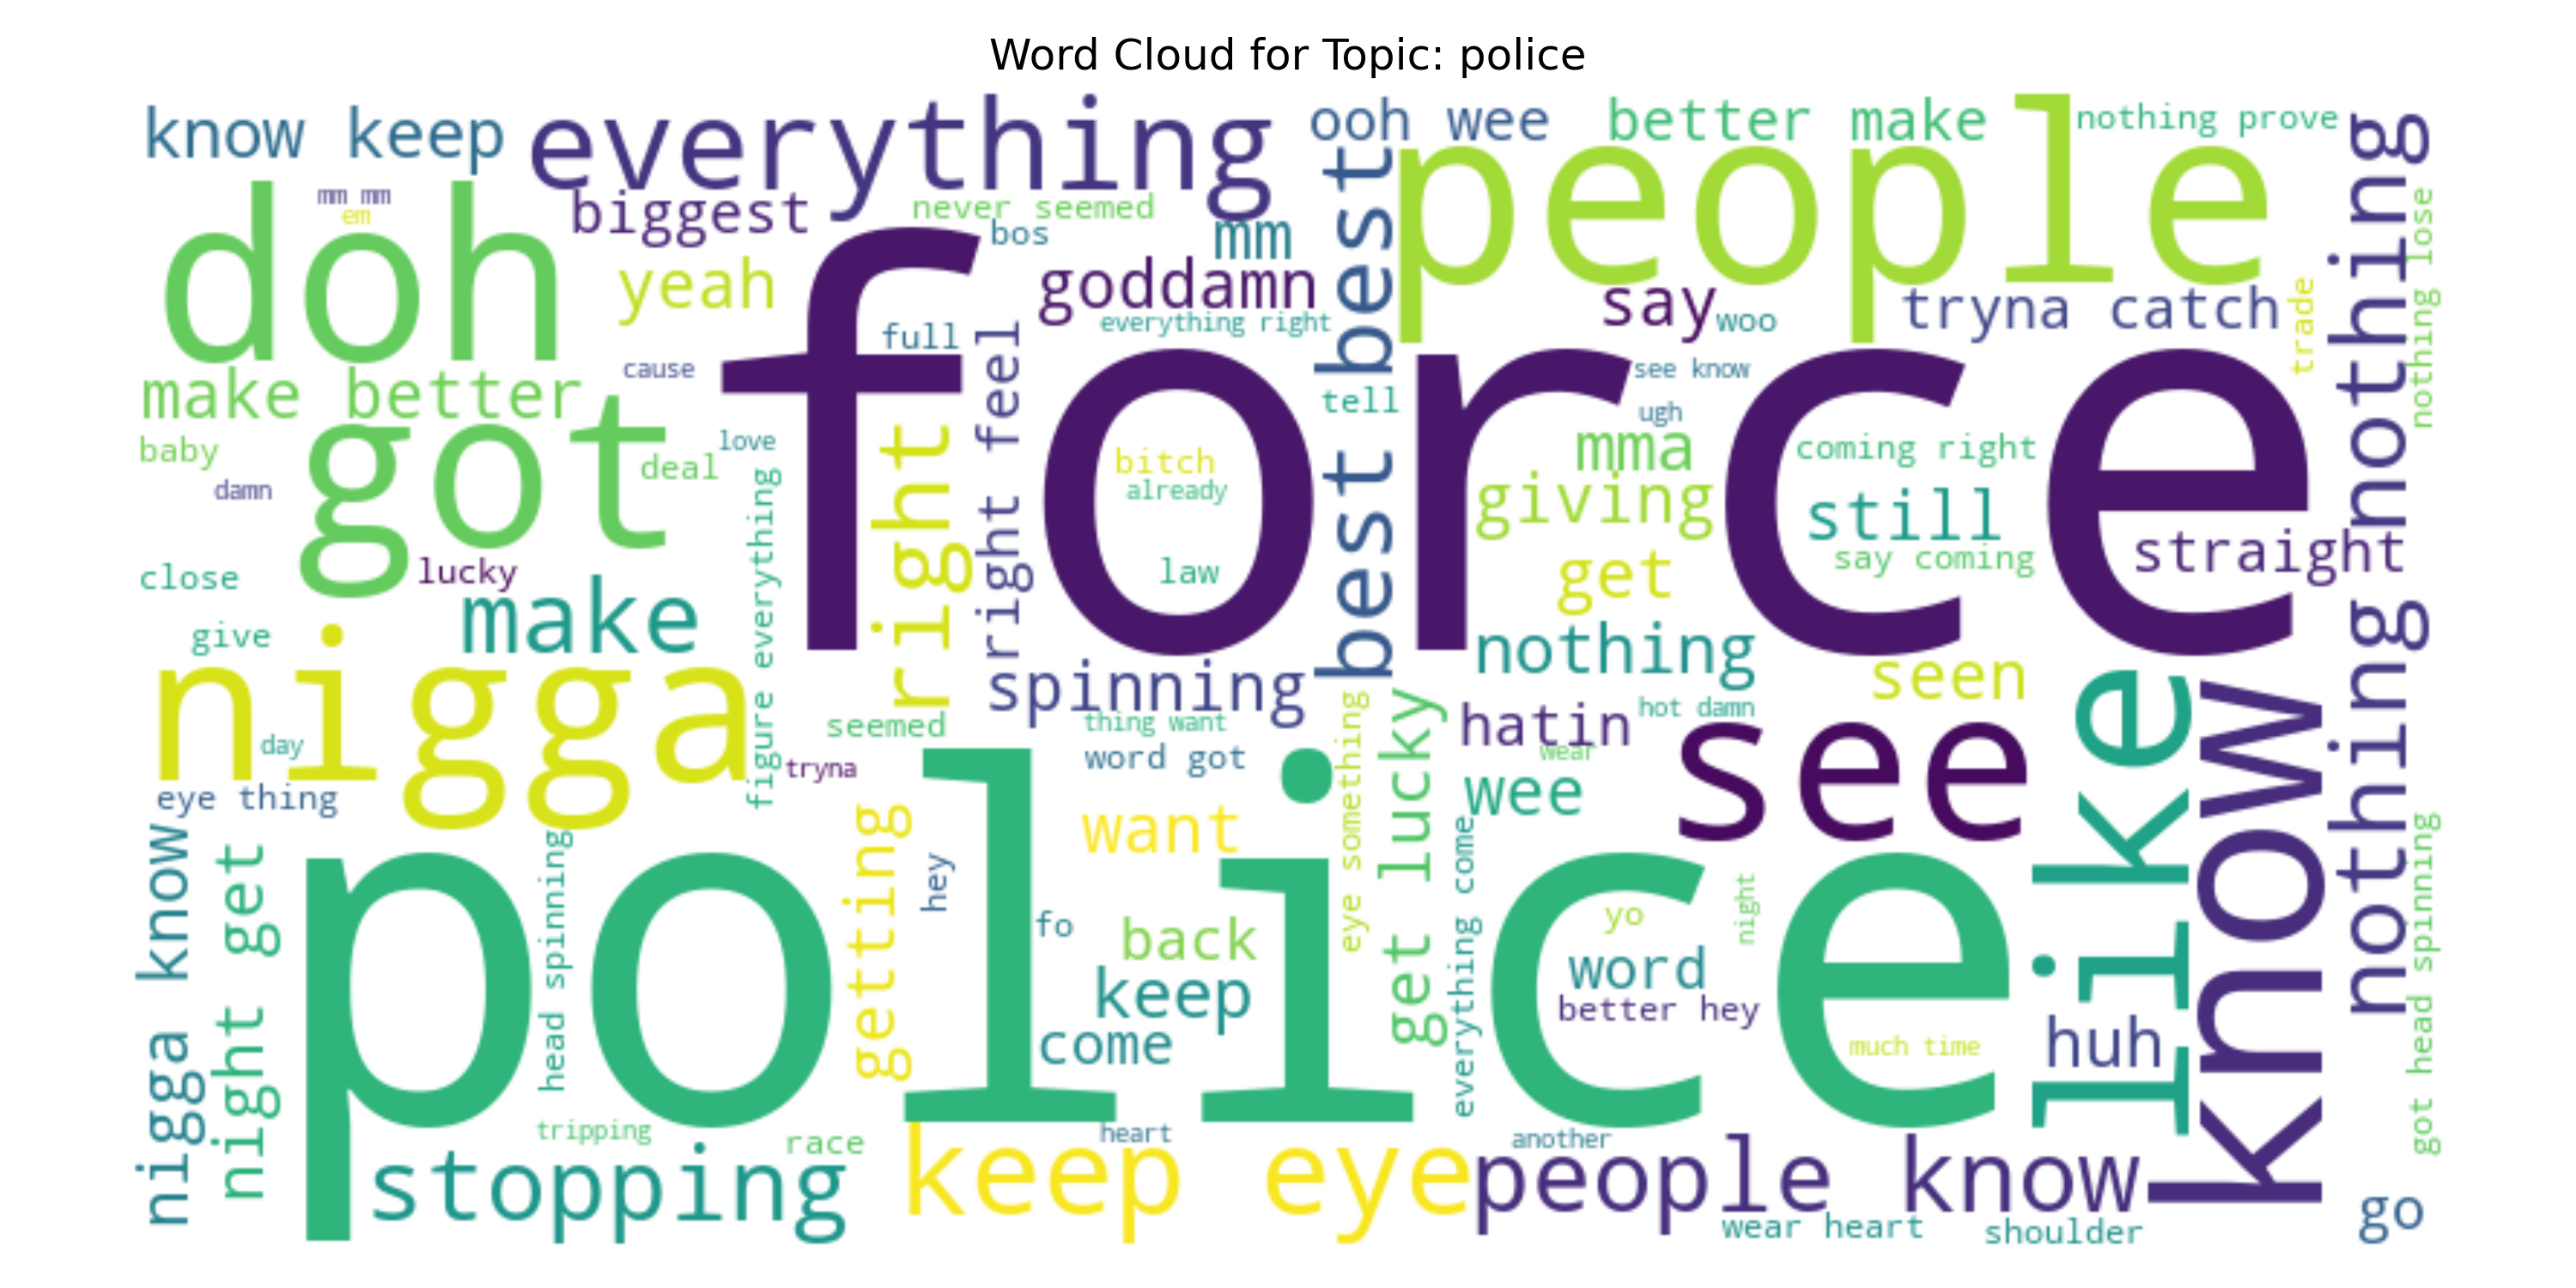 Word Cloud for Topic: police
know keep
everything
ooh wee
better make
nothing prove
people
mm mm
em
doh
biggest
never seemed
bos
mm
best best
nothing nothing
nothing lose
yeah
goddamn
say
woo
tryna catch
trade
full
everything right
force
cause
see know
make better
right feel
tell
ugh
got
love
baby
deal
damn
right
bitch
already
mma
coming right
giving
still
say coming
straight
lucky
close
law
get
give
make
figure everything
nothing
seen
nigga
spinning
like
know
seemed
thing want
hatin
hot damn
wear
see
day
tryna
word got
eye something
get lucky
wee
eye thing
nigga know
night get
head spinning
police
getting
hey
want
everything come
fo
back
yo
night
word
keep
better hey
come
much time
huh
got head spinning
tripping
race
heart
another
stopping
keep eye
people know
wear heart
shoulder
go